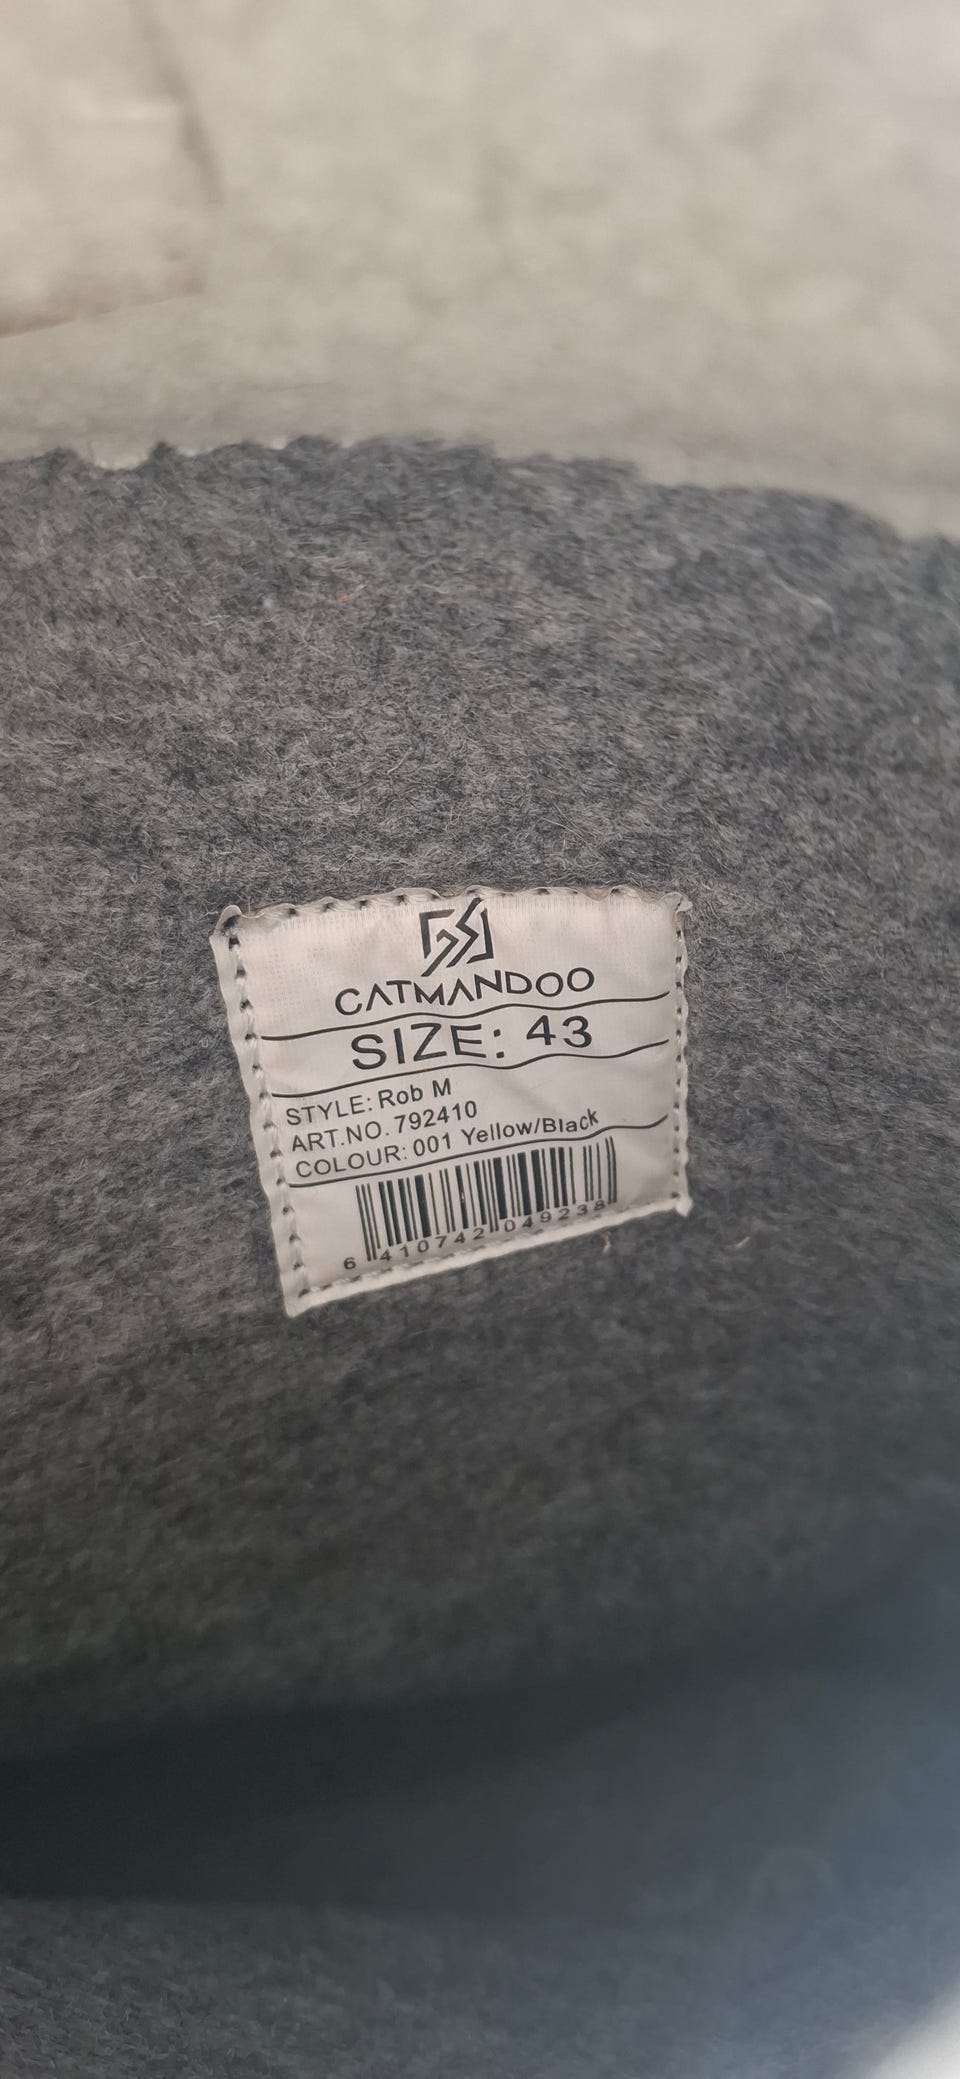 CATMANDOO
SIZE: 43
STYLE: Rob M
ART.NO. 792410
COLOUR: 001 Yellow/Black
6 410742 049238